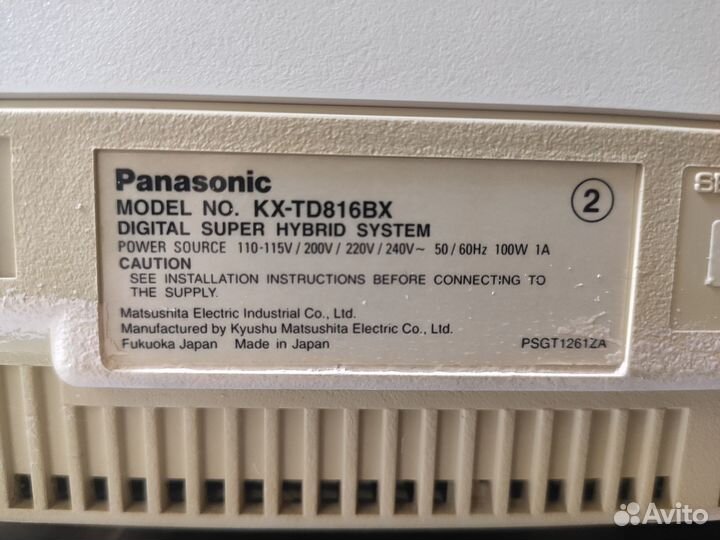 Panasonic
MODEL NO. KX-TD816BX
2
DIGITAL SUPER HYBRID SYSTEM
POWER SOURCE 110-115V / 200V / 220V / 240V~ 50 / 60Hz 100W 1A
CAUTION
SEE INSTALLATION INSTRUCTIONS BEFORE CONNECTING TO
THE SUPPLY.
Matsushita Electric Industrial Co., Ltd.
Manufactured by Kyushu Matsushita Electric Co., Ltd.
Fukuoka Japan Made in Japan
PSGT1261ZA
Avito